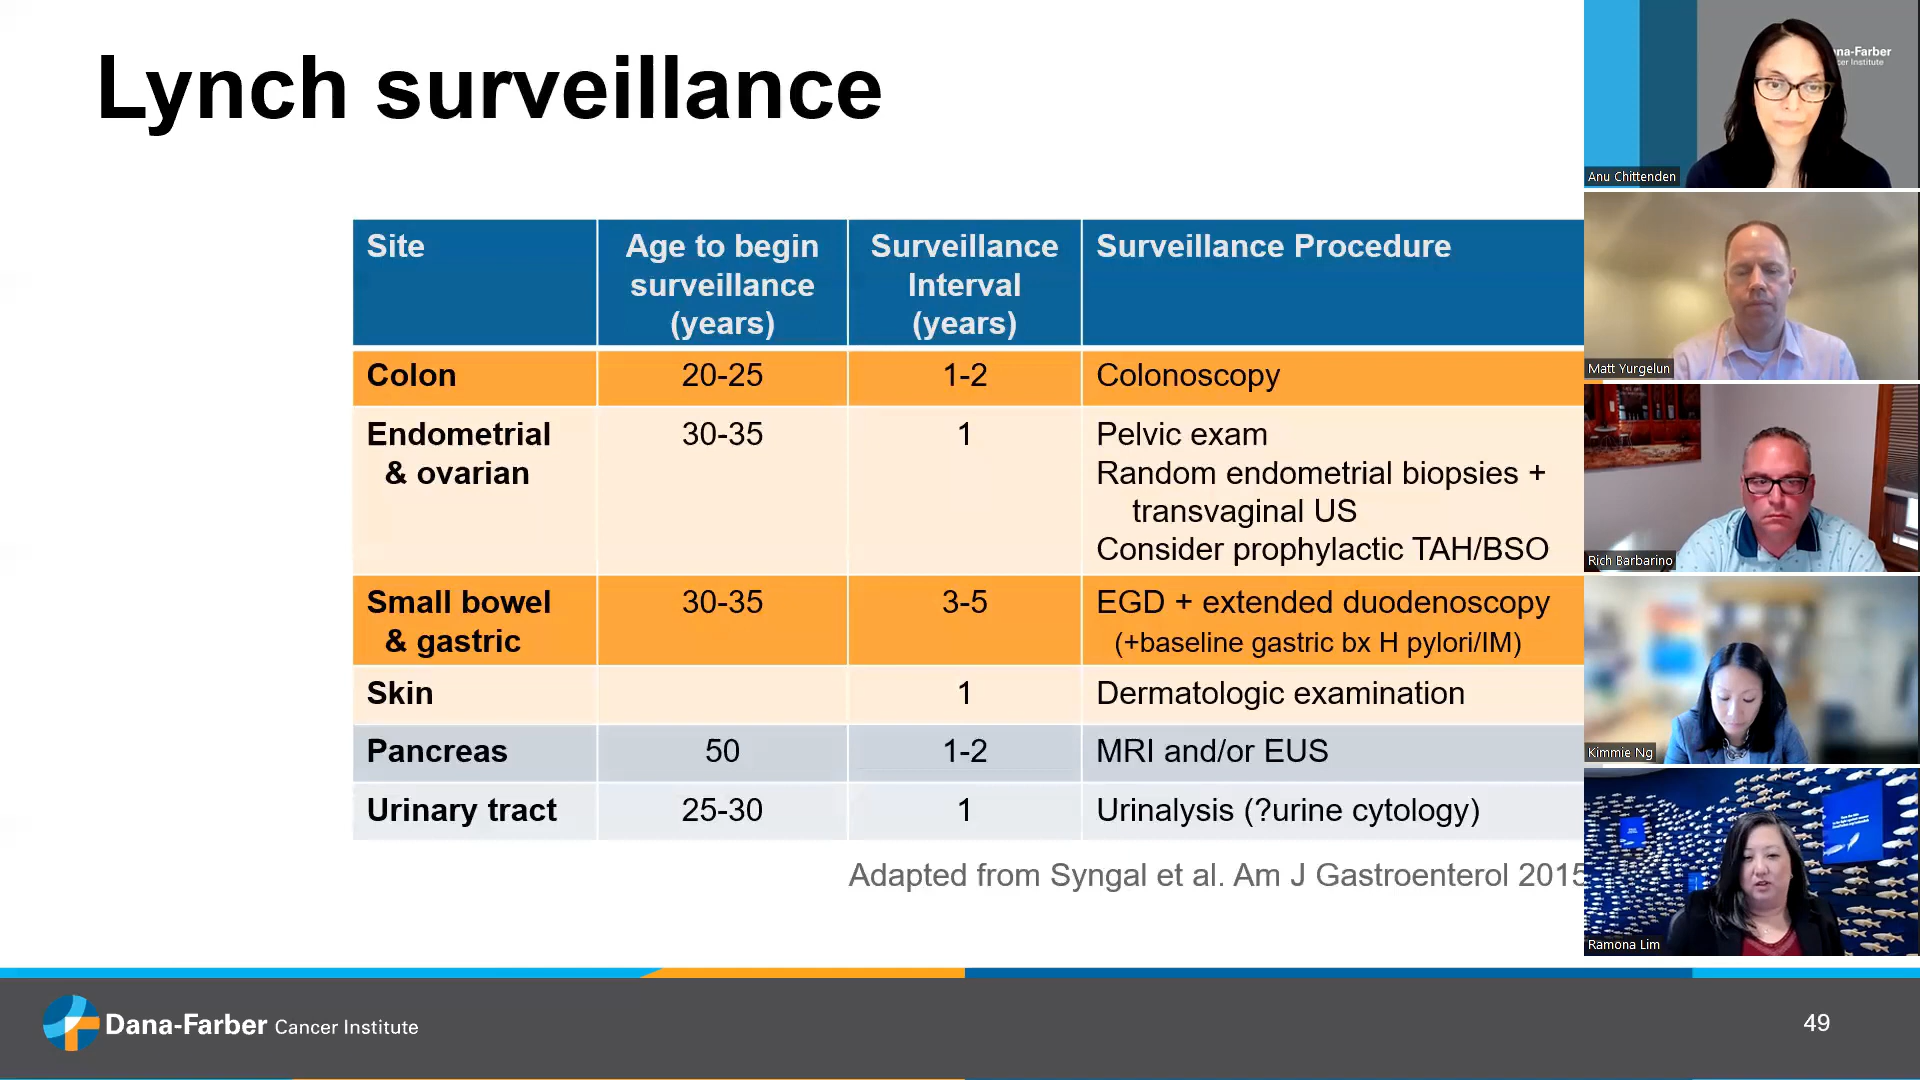 Lynch surveillance
Site
Age to begin
surveillance
(years)
Surveillance
Interval
(years)
Surveillance Procedure
Colon
20-25
1-2
Colonoscopy
Endometrial
& ovarian
30-35
1
Pelvic exam
Random endometrial biopsies +
transvaginal US
Consider prophylactic TAH/BSO
Small bowel
& gastric
30-35
3-5
EGD + extended duodenoscopy
(+baseline gastric bx H pylori/IM)
Skin
1
Dermatologic examination
Pancreas
50
1-2
MRI and/or EUS
Urinary tract
25-30
1
Urinalysis (?urine cytology)
Adapted from Syngal et al. Am J Gastroenterol 2015
Dana-Farber Cancer Institute
49
na-Farber
cer Institute
Anu Chittenden
Matt Yurgelun
Rich Barbarino
Kimmie Ng
Ramona Lim